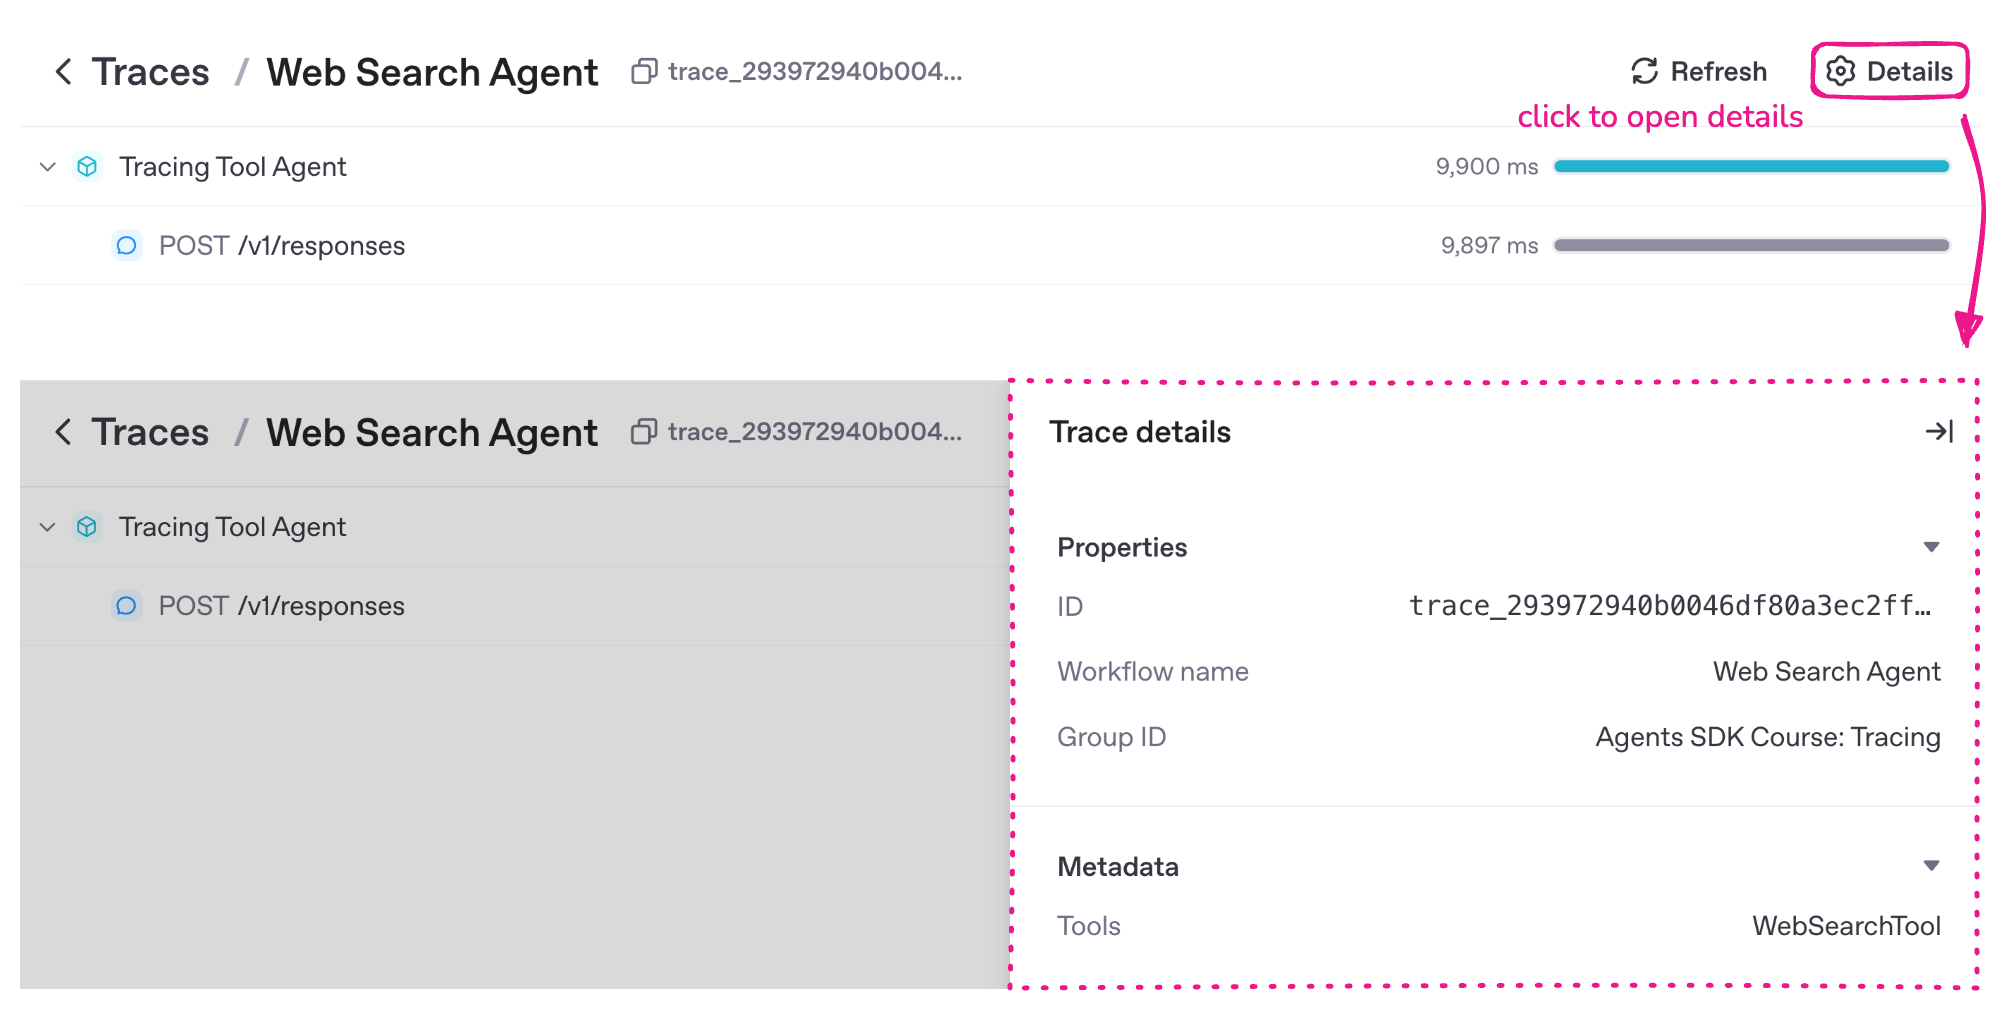 Traces / Web Search Agent trace_293972940b004... Refresh Details
click to open details
Tracing Tool Agent 9,900 ms
POST /v1/responses 9,897 ms
Traces / Web Search Agent trace_293972940b004...
Tracing Tool Agent
POST /v1/responses
Trace details
Properties
ID trace_293972940b0046df80a3ec2ff…
Workflow name Web Search Agent
Group ID Agents SDK Course: Tracing
Metadata
Tools WebSearchTool